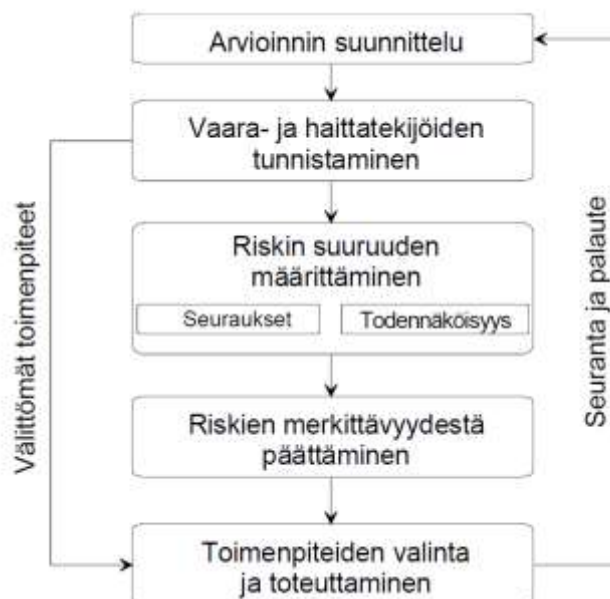 Arvioinnin suunnittelu
Vaara- ja haittatekijöiden
tunnistaminen
Riskin suuruuden
määrittäminen
Seuraukset
Todennäköisyys
Riskien merkittävyydestä
päättäminen
Toimenpiteiden valinta
ja toteuttaminen
Välittömät toimenpiteet
Seuranta ja palaute